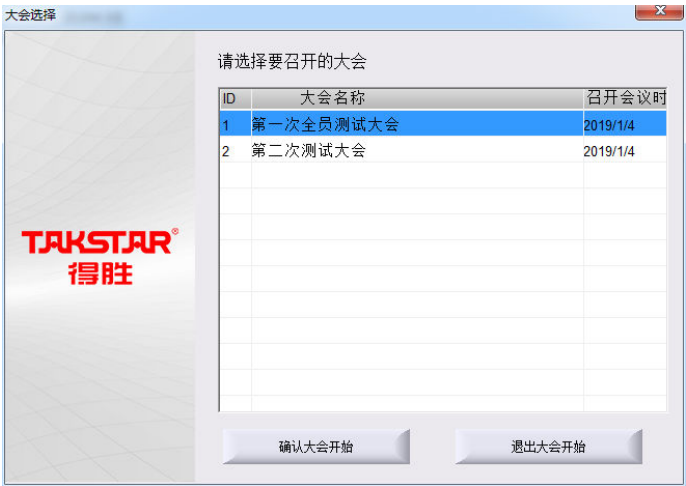 大会选择
请选择要召开的大会
ID 大会名称 召开会议时
1 第一次全员测试大会 2019/1/4
2 第二次测试大会 2019/1/4
TAKSTAR®
得胜
确认大会开始 退出大会开始